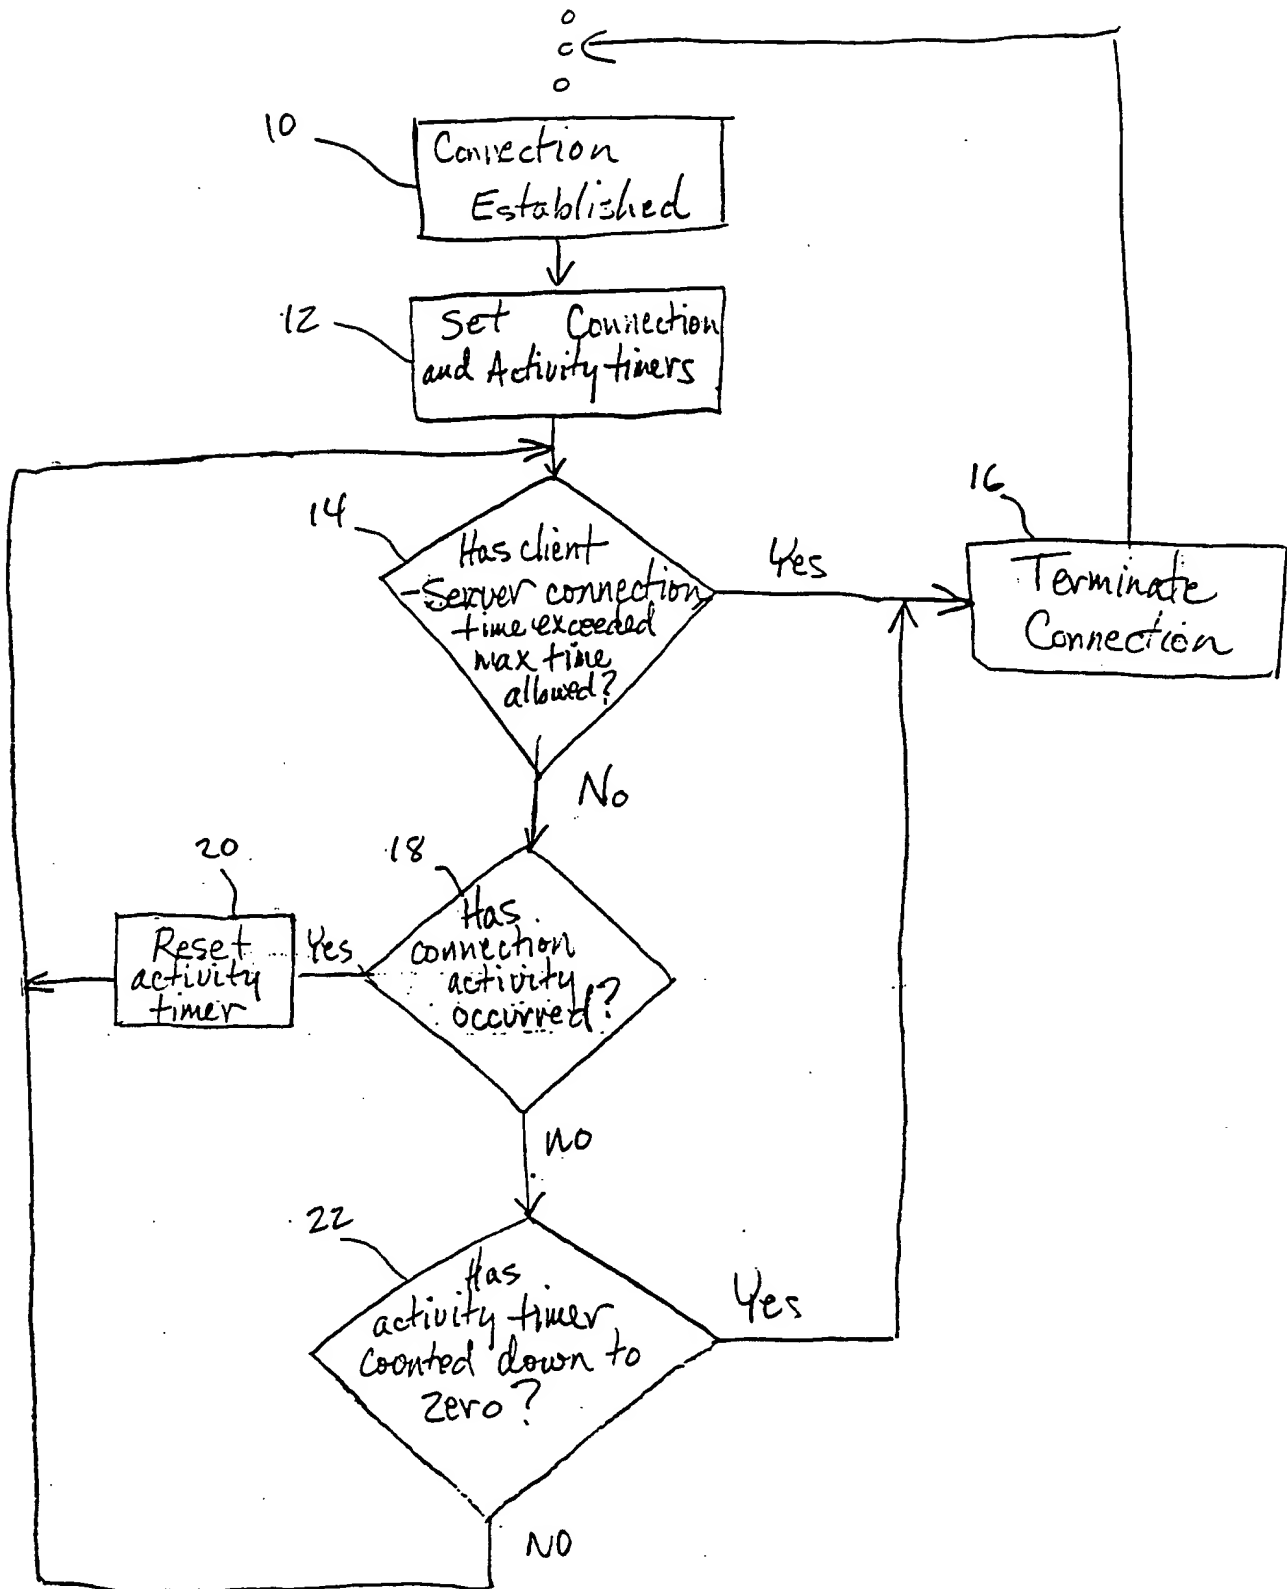 10
Connection
Established
12
Set Connection
and Activity timers
14
Has client
-Server connection
time exceeded
max time
allowed?
Yes
16
Terminate
Connection
No
18
Has
connection
activity
occurred?
Yes
20
Reset
activity
timer
no
22
Has
activity timer
counted down to
zero?
Yes
NO